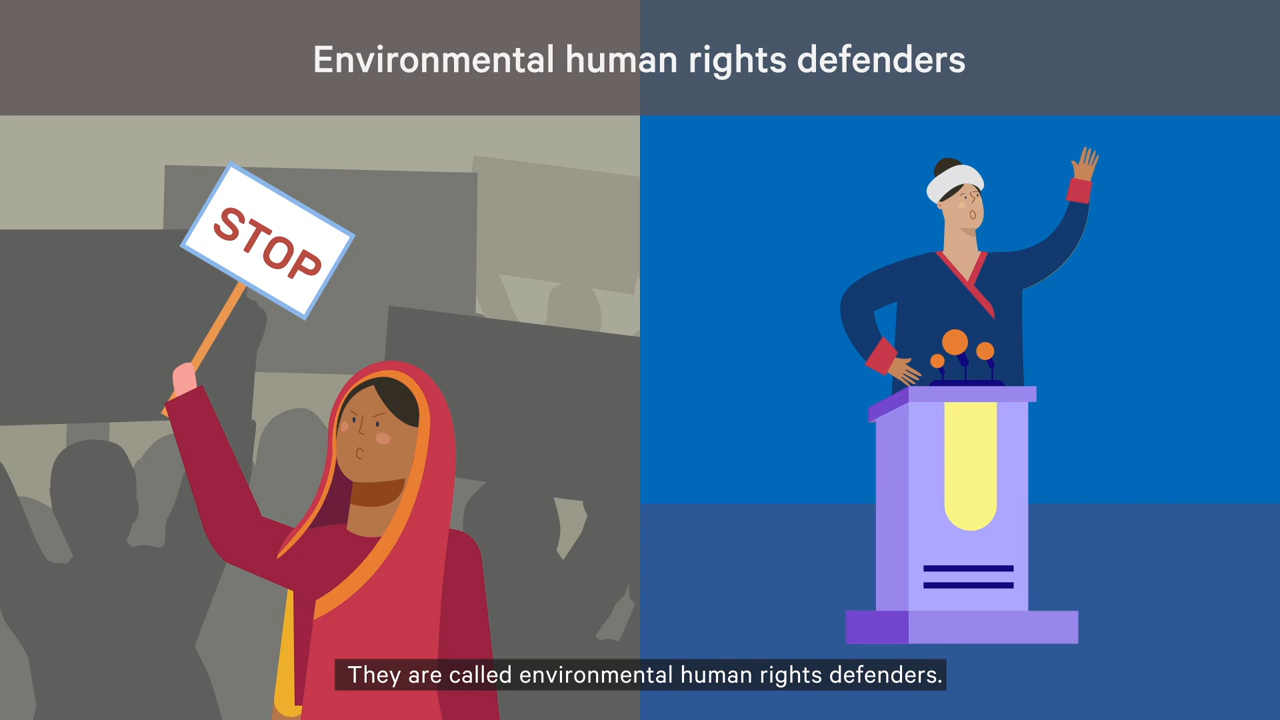 Environmental human rights defenders
STOP
They are called environmental human rights defenders.